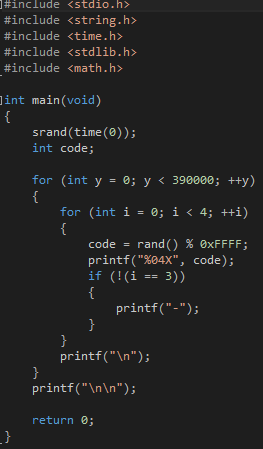 #include <stdio.h>
#include <string.h>
#include <time.h>
#include <stdlib.h>
#include <math.h>

int main(void)
{
    srand(time(0));
    int code;

    for (int y = 0; y < 390000; ++y)
    {
        for (int i = 0; i < 4; ++i)
        {
            code = rand() % 0xFFFF;
            printf("%04X", code);
            if (!(i == 3))
            {
                printf("-");
            }
        }
        printf("\n");
    }
    printf("\n\n");

    return 0;
}